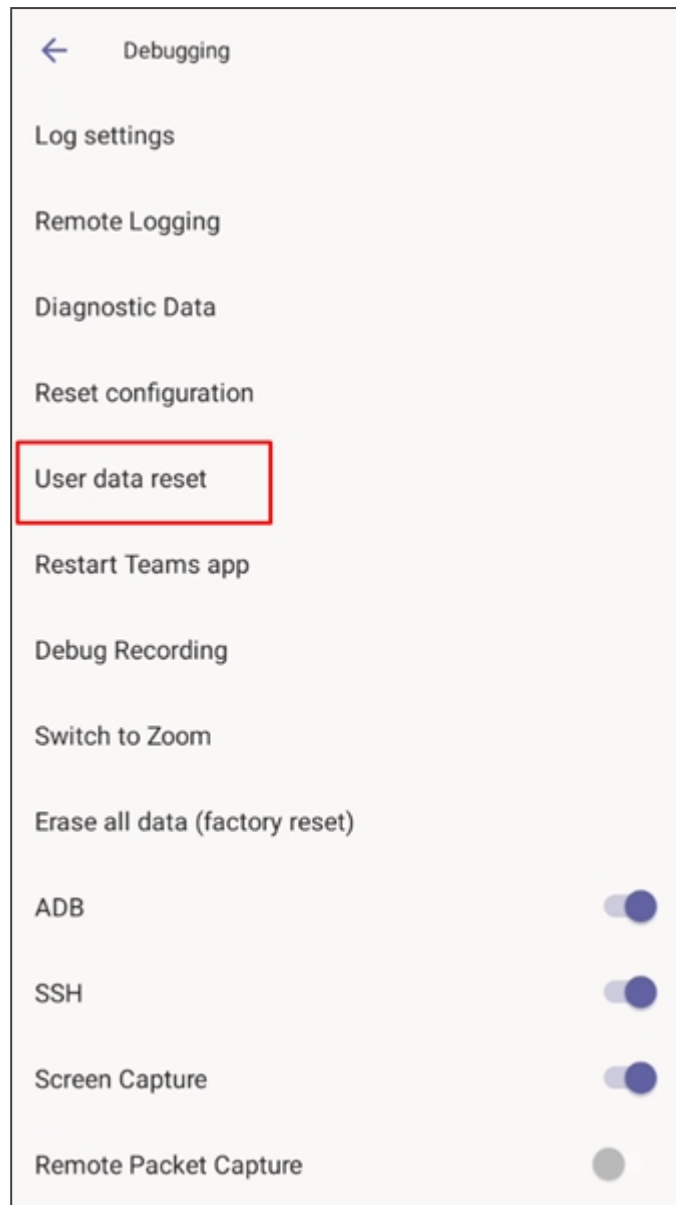 Debugging
Log settings
Remote Logging
Diagnostic Data
Reset configuration
User data reset
Restart Teams app
Debug Recording
Switch to Zoom
Erase all data (factory reset)
ADB
SSH
Screen Capture
Remote Packet Capture